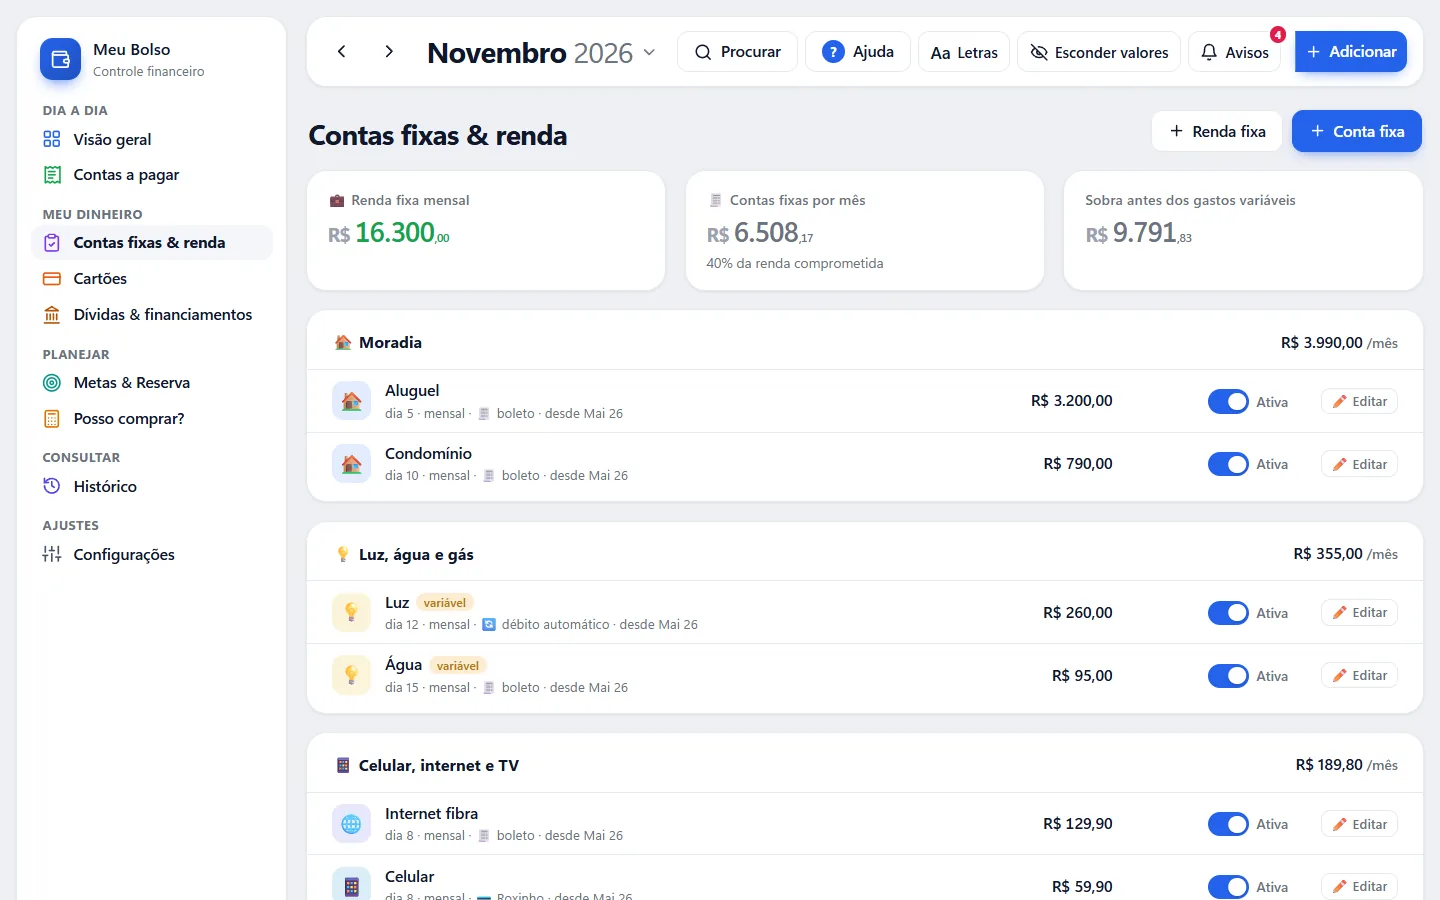 Meu Bolso
Controle financeiro
DIA A DIA
Visão geral
Contas a pagar
MEU DINHEIRO
Contas fixas & renda
Cartões
Dívidas & financiamentos
PLANEJAR
Metas & Reserva
Posso comprar?
CONSULTAR
Histórico
AJUSTES
Configurações
Novembro 2026
Procurar
? Ajuda
Aa Letras
Esconder valores
Avisos 4
+ Adicionar
Contas fixas & renda
+ Renda fixa
+ Conta fixa
Renda fixa mensal
R$ 16.300,00
Contas fixas por mês
R$ 6.508,17
40% da renda comprometida
Sobra antes dos gastos variáveis
R$ 9.791,83
Moradia R$ 3.990,00 /mês
Aluguel
dia 5 · mensal · boleto · desde Mai 26
R$ 3.200,00 Ativa Editar
Condomínio
dia 10 · mensal · boleto · desde Mai 26
R$ 790,00 Ativa Editar
Luz, água e gás R$ 355,00 /mês
Luz variável
dia 12 · mensal · débito automático · desde Mai 26
R$ 260,00 Ativa Editar
Água variável
dia 15 · mensal · boleto · desde Mai 26
R$ 95,00 Ativa Editar
Celular, internet e TV R$ 189,80 /mês
Internet fibra
dia 8 · mensal · boleto · desde Mai 26
R$ 129,90 Ativa Editar
Celular
dia 8 · mensal · Roxinho · desde Mai 26
R$ 59,90 Ativa Editar